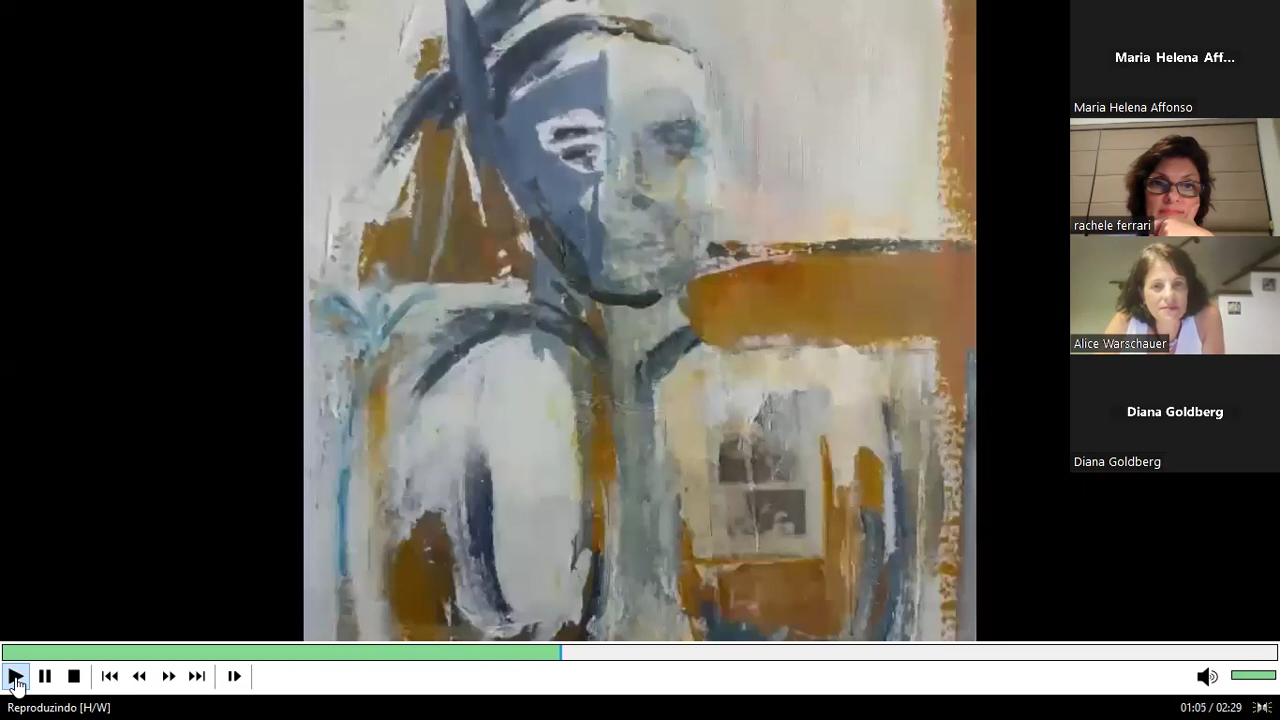 Maria Helena Aff...
Maria Helena Affonso
rachele ferrari
Alice Warschauer
Diana Goldberg
Diana Goldberg
Reproduzindo [H/W]
01:05 / 02:29